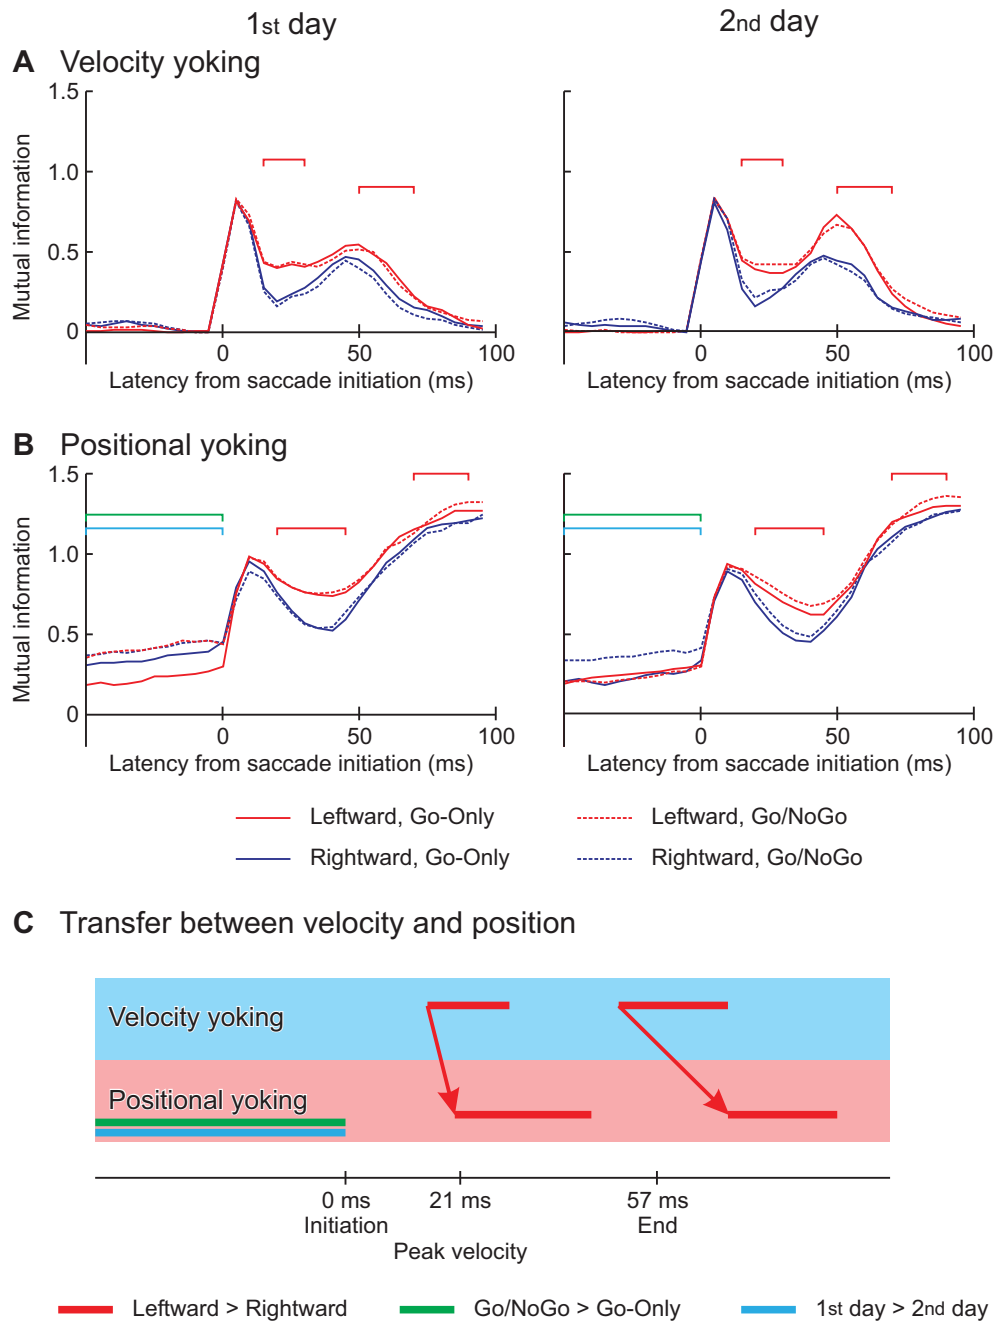 1st day
2nd day
A Velocity yoking
1.5
1.0
0.5
0
Mutual information
0
50
100
Latency from saccade initiation (ms)
0
50
100
Latency from saccade initiation (ms)
B Positional yoking
1.5
1.0
0.5
0
Mutual information
0
50
100
Latency from saccade initiation (ms)
0
50
100
Latency from saccade initiation (ms)
Leftward, Go-Only
Leftward, Go/NoGo
Rightward, Go-Only
Rightward, Go/NoGo
C Transfer between velocity and position
Velocity yoking
Positional yoking
0 ms
21 ms
57 ms
Initiation
End
Peak velocity
Leftward > Rightward
Go/NoGo > Go-Only
1st day > 2nd day